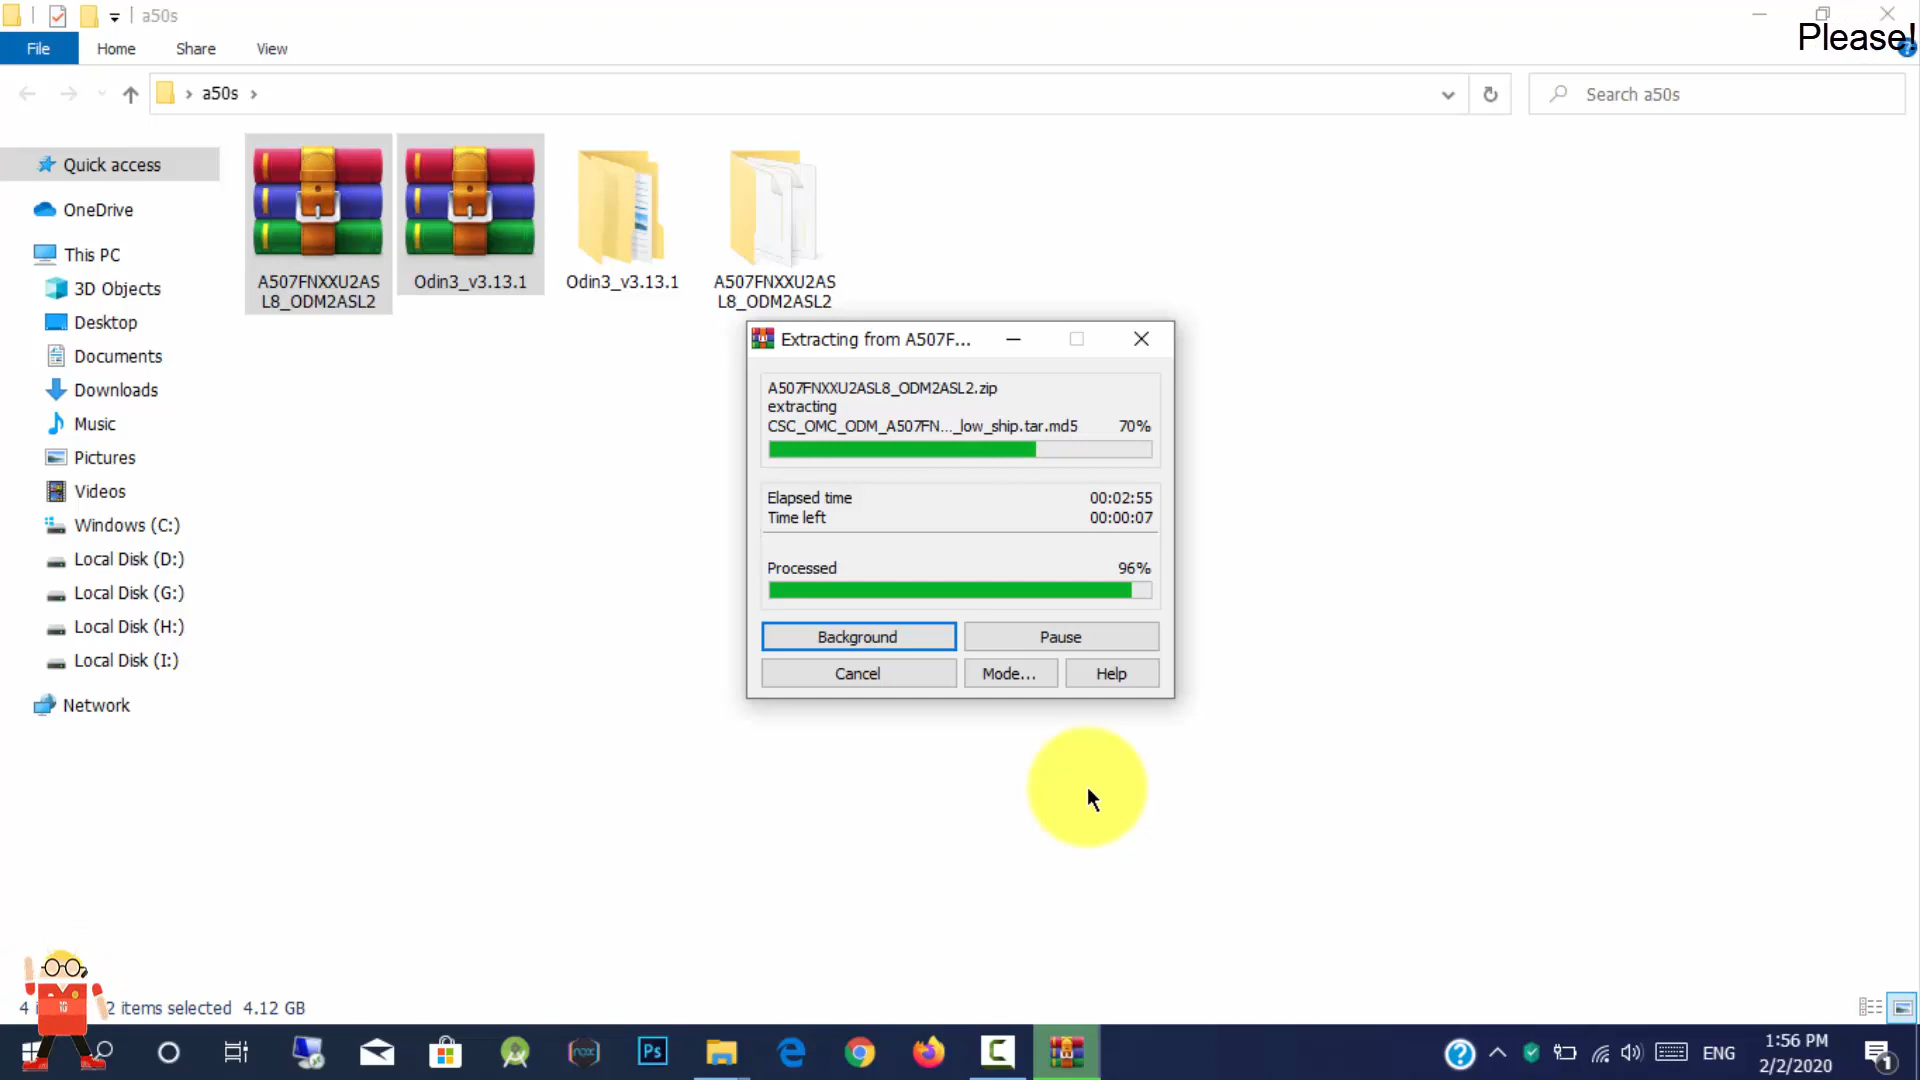 a50s
Please!
File
Home
Share
View
a50s
Search a50s
Quick access
OneDrive
This PC
3D Objects
Desktop
Documents
Downloads
Music
Pictures
Videos
Windows (C:)
Local Disk (D:)
Local Disk (G:)
Local Disk (H:)
Local Disk (I:)
Network
A507FNXXU2AS
L8_ODM2ASL2
Odin3_v3.13.1
Odin3_v3.13.1
A507FNXXU2AS
L8_ODM2ASL2
Extracting from A507F...
A507FNXXU2ASL8_ODM2ASL2.zip
extracting
CSC_OMC_ODM_A507FN..._low_ship.tar.md5 70%
Elapsed time 00:02:55
Time left 00:00:07
Processed 96%
Background
Pause
Cancel
Mode...
Help
4 2 items selected 4.12 GB
Ps
ENG
1:56 PM
2/2/2020
1